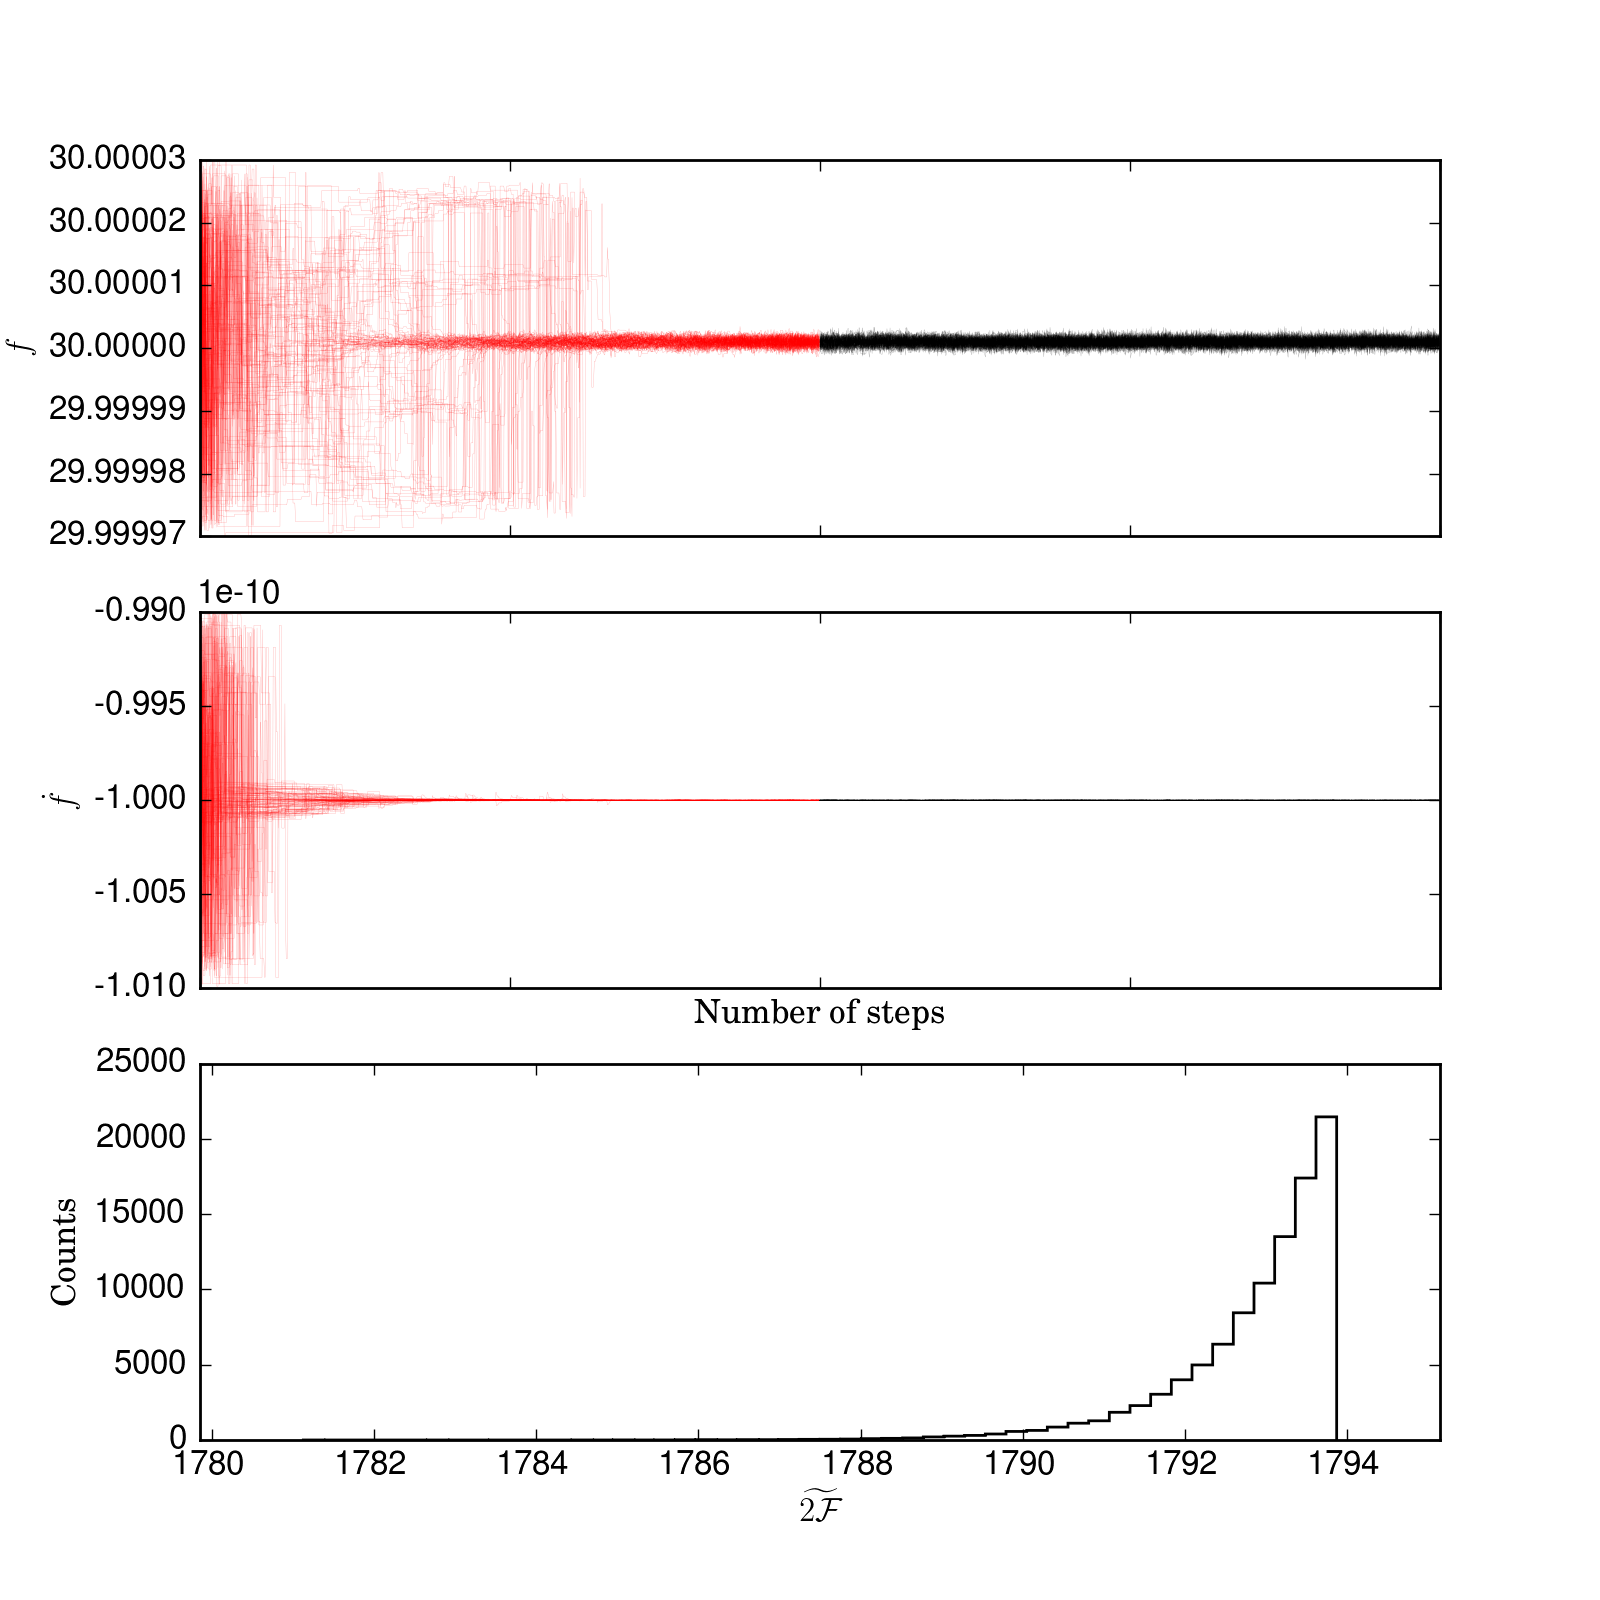 30.00003
30.00002
30.00001
30.00000
29.99999
29.99998
29.99997
f
1e-10
-0.990
-0.995
-1.000
-1.005
-1.010
ḟ
Number of steps
25000
20000
15000
10000
5000
0
Counts
1780 1782 1784 1786 1788 1790 1792 1794
2ℱ̃